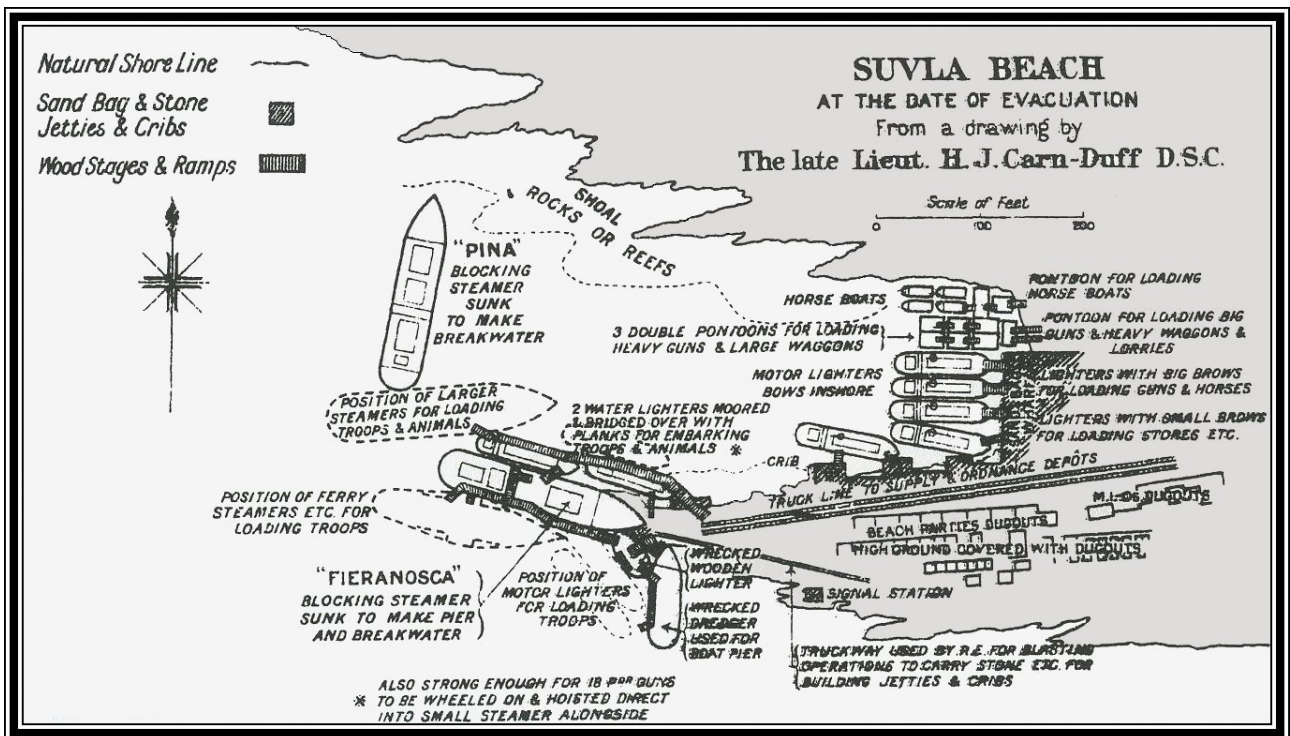 Natural Shore Line
Sand Bag & Stone
Jetties & Cribs
Wood Stages & Ramps
SUVLA BEACH
AT THE DATE OF EVACUATION
From a drawing by
The late Lieut. H. J. Carn-Duff D.S.C.
Scale of Feet
0 100 200
SHOAL
ROCKS OR REEFS
"PINA"
BLOCKING
STEAMER
SUNK
TO MAKE
BREAKWATER
HORSE BOATS
PONTOON FOR LOADING
HORSE BOATS
3 DOUBLE PONTOONS FOR LOADING
HEAVY GUNS & LARGE WAGGONS
PONTOON FOR LOADING BIG
GUNS & HEAVY WAGGONS &
LORRIES
MOTOR LIGHTERS
BOWS INSHORE
LIGHTERS WITH BIG BROWS
FOR LOADING GUNS & HORSES
LIGHTERS WITH SMALL BROWS
FOR LOADING STORES ETC.
POSITION OF LARGER
STEAMERS FOR LOADING
TROOPS & ANIMALS
2 WATER LIGHTERS MOORED
& BRIDGED OVER WITH
PLANKS FOR EMBARKING
TROOPS & ANIMALS *
CRIB
TRUCK LINE TO SUPPLY & ORDNANCE DEPÔTS
POSITION OF FERRY
STEAMERS ETC. FOR
LOADING TROOPS
M.L.O's DUGOUTS
BEACH PARTIES DUGOUTS
HIGH GROUND COVERED WITH DUGOUTS
SIGNAL STATION
"FIERANOSCA"
BLOCKING STEAMER
SUNK TO MAKE PIER
AND BREAKWATER
POSITION OF
MOTOR LIGHTERS
FOR LOADING
TROOPS
WRECKED
WOODEN
LIGHTER
WRECKED
DREDGER
USED FOR
BOAT PIER
TRUCKWAY USED BY R.E. FOR BLASTING
OPERATIONS TO CARRY STONE ETC. FOR
BUILDING JETTIES & CRIBS
ALSO STRONG ENOUGH FOR 18 PDR GUNS
* TO BE WHEELED ON & HOISTED DIRECT
INTO SMALL STEAMER ALONGSIDE